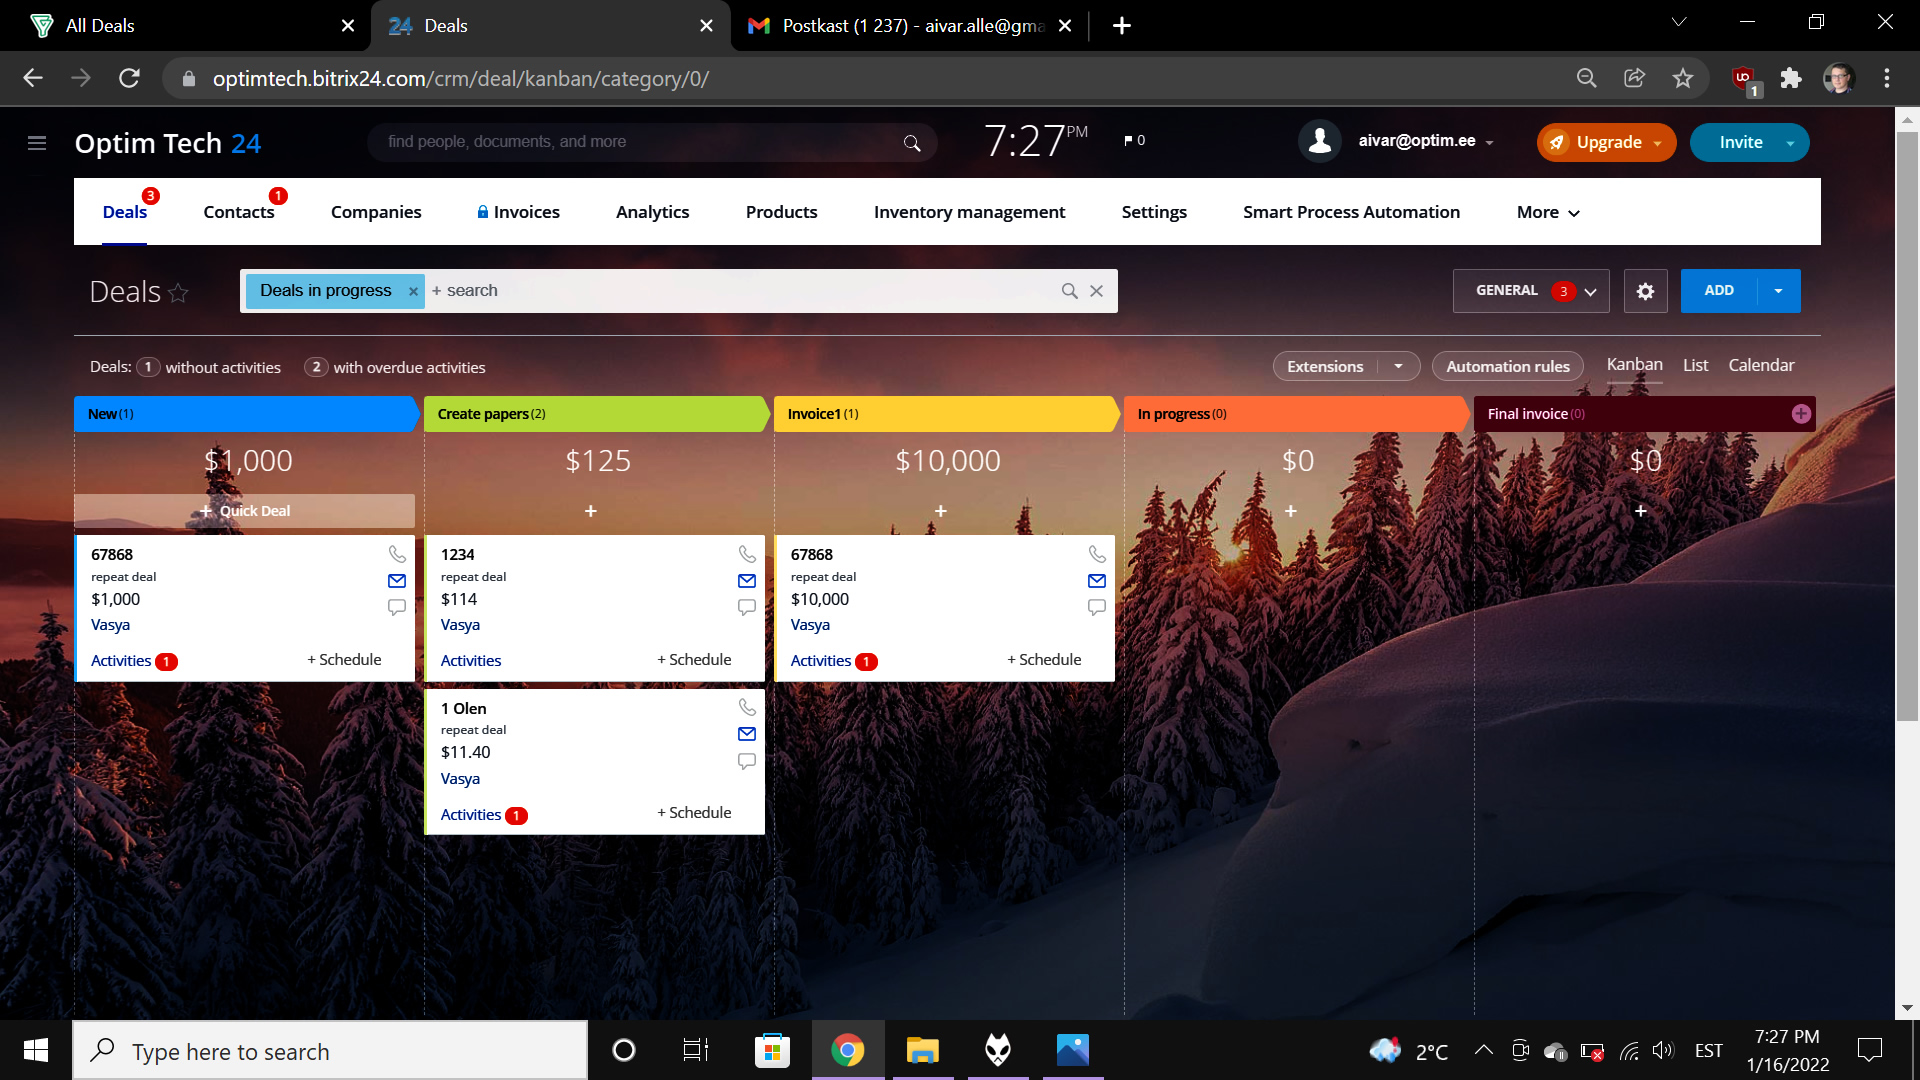 All Deals
24 Deals
Postkast (1 237) - aivar.alle@gma
optimtech.bitrix24.com/crm/deal/kanban/category/0/
1
Optim Tech 24
find people, documents, and more
7:27 PM
0
aivar@optim.ee
Upgrade
Invite
Deals 3
Contacts 1
Companies
Invoices
Analytics
Products
Inventory management
Settings
Smart Process Automation
More
Deals
Deals in progress ×
+ search
GENERAL 3
ADD
Deals: 1 without activities 2 with overdue activities
Extensions
Automation rules
Kanban
List
Calendar
New (1)
Create papers (2)
Invoice1 (1)
In progress (0)
Final invoice (0)
$1,000
$125
$10,000
$0
$0
+ Quick Deal
+
+
+
+
67868
repeat deal
$1,000
Vasya
Activities 1
+ Schedule
1234
repeat deal
$114
Vasya
Activities
+ Schedule
1 Olen
repeat deal
$11.40
Vasya
Activities 1
+ Schedule
67868
repeat deal
$10,000
Vasya
Activities 1
+ Schedule
Type here to search
2°C
EST
7:27 PM
1/16/2022